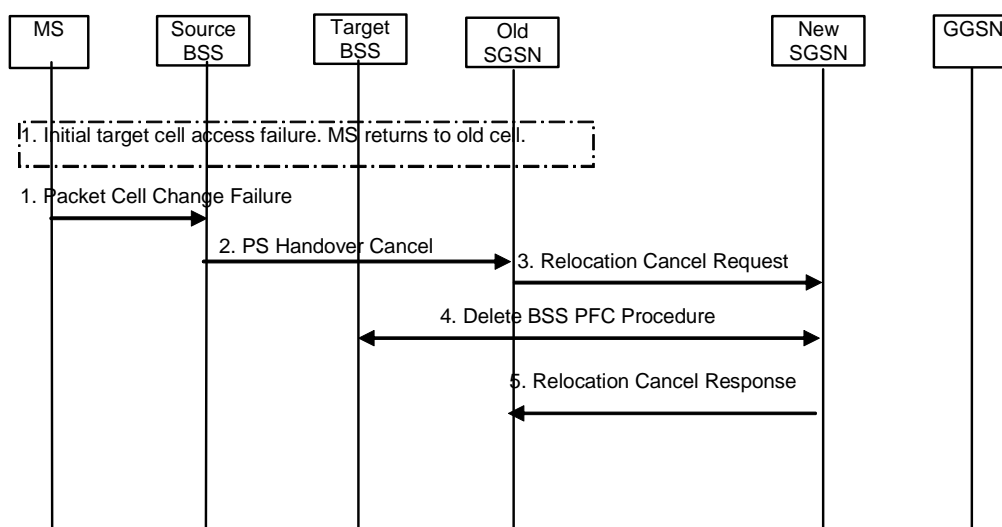 MS
Source
BSS
Target
BSS
Old
SGSN
New
SGSN
GGSN
1. Initial target cell access failure. MS returns to old cell.
1. Packet Cell Change Failure
2. PS Handover Cancel
3. Relocation Cancel Request
4. Delete BSS PFC Procedure
5. Relocation Cancel Response